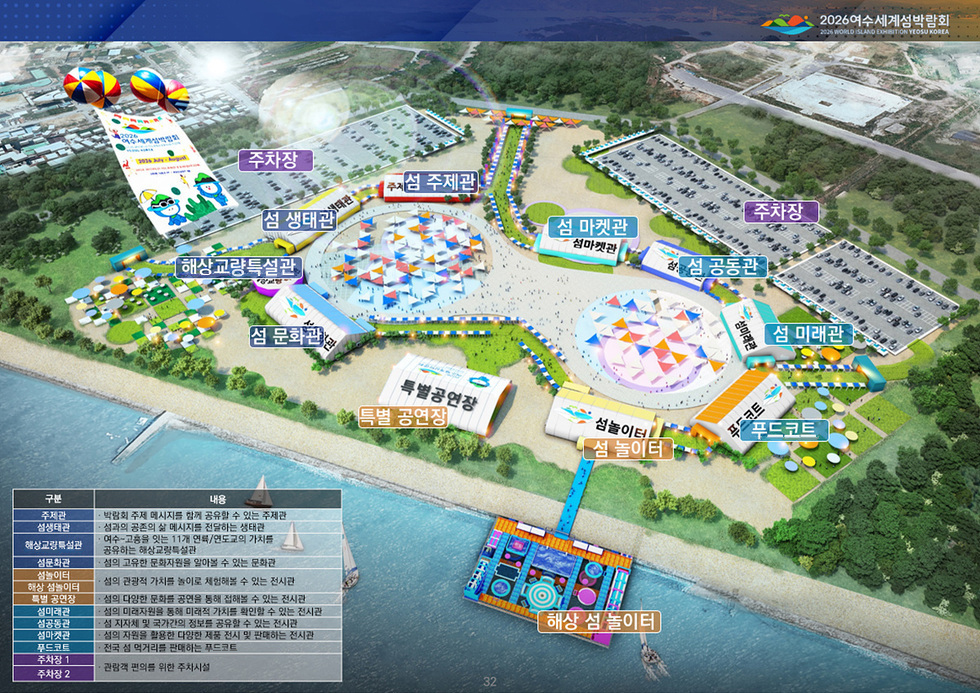 2026여수세계섬박람회
2026 WORLD ISLAND EXHIBITION YEOSU KOREA
2026
여수세계섬박람회
2026 July - August
주차장
섬 주제관
섬 생태관
생태관
주차장
섬 마켓관
섬마켓관
해상교량특설관
섬 공동관
섬 문화관
섬 미래관
섬미래관
특별공연장
특별 공연장
섬놀이터
섬 놀이터
푸드코트
푸드코트
해상 섬 놀이터
구분 내용
주제관 · 박람회 주제 메시지를 함께 공유할 수 있는 주제관
섬생태관 · 섬과의 공존의 삶 메시지를 전달하는 생태관
해상교량특설관 · 여수~고흥을 잇는 11개 연륙/연도교의 가치를
공유하는 해상교량특설관
섬문화관 · 섬의 고유한 문화자원을 알아볼 수 있는 문화관
섬놀이터
해상 섬놀이터 · 섬의 관광적 가치를 놀이로 체험해볼 수 있는 전시관
특별 공연장 · 섬의 다양한 문화를 공연을 통해 접해볼 수 있는 전시관
섬미래관 · 섬의 미래자원을 통해 미래적 가치를 확인할 수 있는 전시관
섬공동관 · 섬 지자체 및 국가간의 정보를 공유할 수 있는 전시관
섬마켓관 · 섬의 자원을 활용한 다양한 제품 전시 및 판매하는 전시관
푸드코트 · 전국 섬 먹거리를 판매하는 푸드코트
주차장 1
주차장 2 · 관람객 편의를 위한 주차시설
32